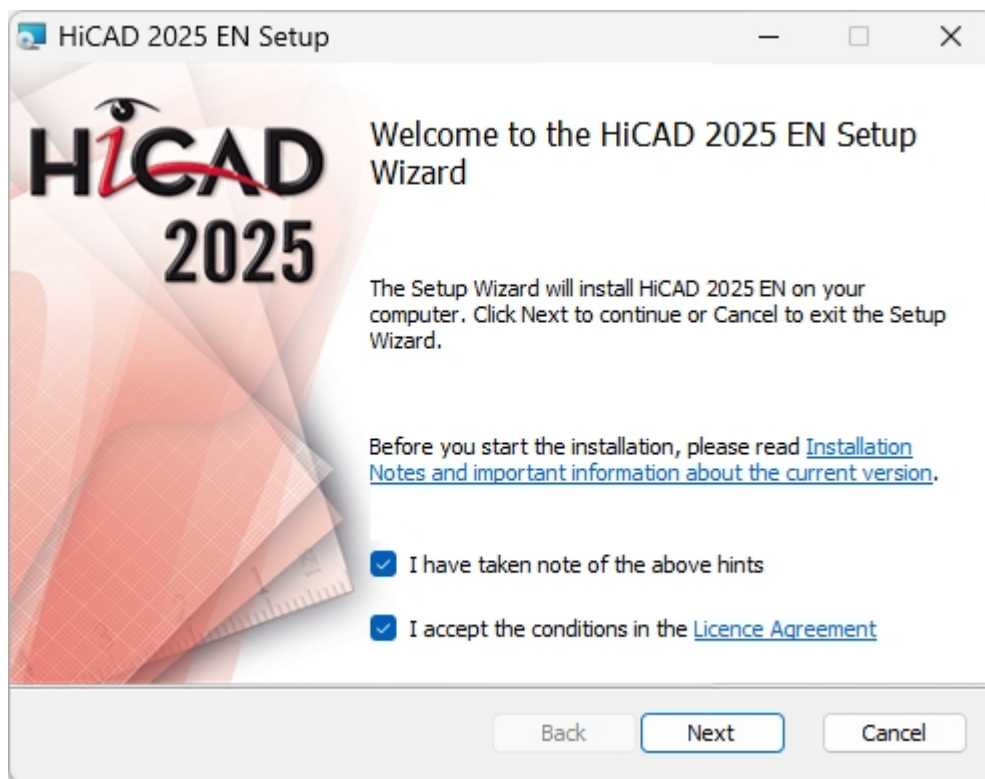 HiCAD 2025 EN Setup
HiCAD
2025
Welcome to the HiCAD 2025 EN Setup
Wizard
The Setup Wizard will install HiCAD 2025 EN on your
computer. Click Next to continue or Cancel to exit the Setup
Wizard.
Before you start the installation, please read Installation
Notes and important information about the current version.
I have taken note of the above hints
I accept the conditions in the Licence Agreement
1
2
3
Back
Next
Cancel